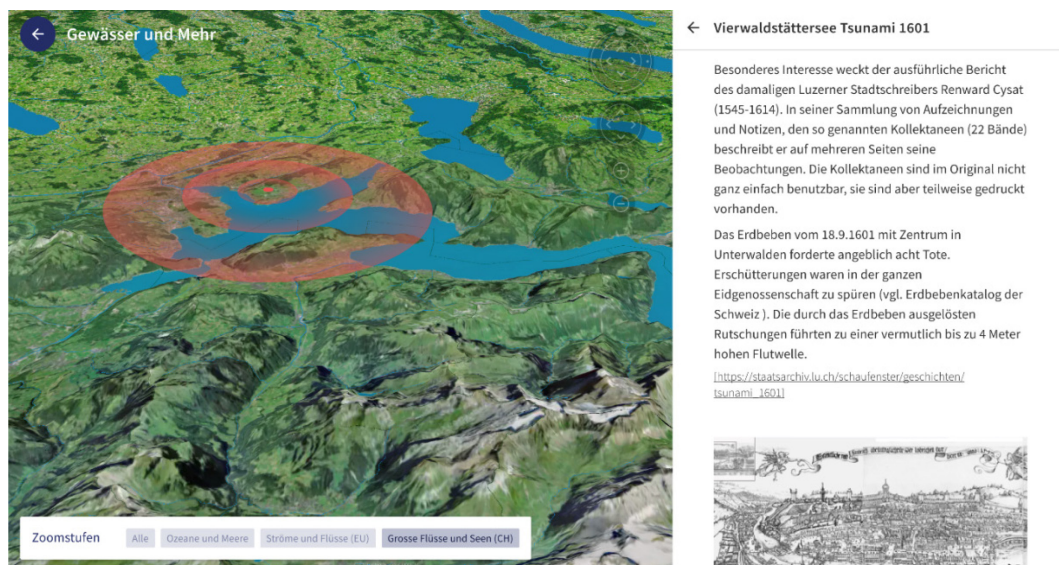 Gewässer und Mehr
Zoomstufen
Alle
Ozeane und Meere
Ströme und Flüsse (EU)
Grosse Flüsse und Seen (CH)
Vierwaldstättersee Tsunami 1601
Besonderes Interesse weckt der ausführliche Bericht
des damaligen Luzerner Stadtschreibers Renward Cysat
(1545-1614). In seiner Sammlung von Aufzeichnungen
und Notizen, den so genannten Kollektaneen (22 Bände)
beschreibt er auf mehreren Seiten seine
Beobachtungen. Die Kollektaneen sind im Original nicht
ganz einfach benutzbar, sie sind aber teilweise gedruckt
vorhanden.
Das Erdbeben vom 18.9.1601 mit Zentrum in
Unterwalden forderte angeblich acht Tote.
Erschütterungen waren in der ganzen
Eidgenossenschaft zu spüren (vgl. Erdbebenkatalog der
Schweiz ). Die durch das Erdbeben ausgelösten
Rutschungen führten zu einer vermutlich bis zu 4 Meter
hohen Flutwelle.
[https://staatsarchiv.lu.ch/schaufenster/geschichten/
tsunami_1601]